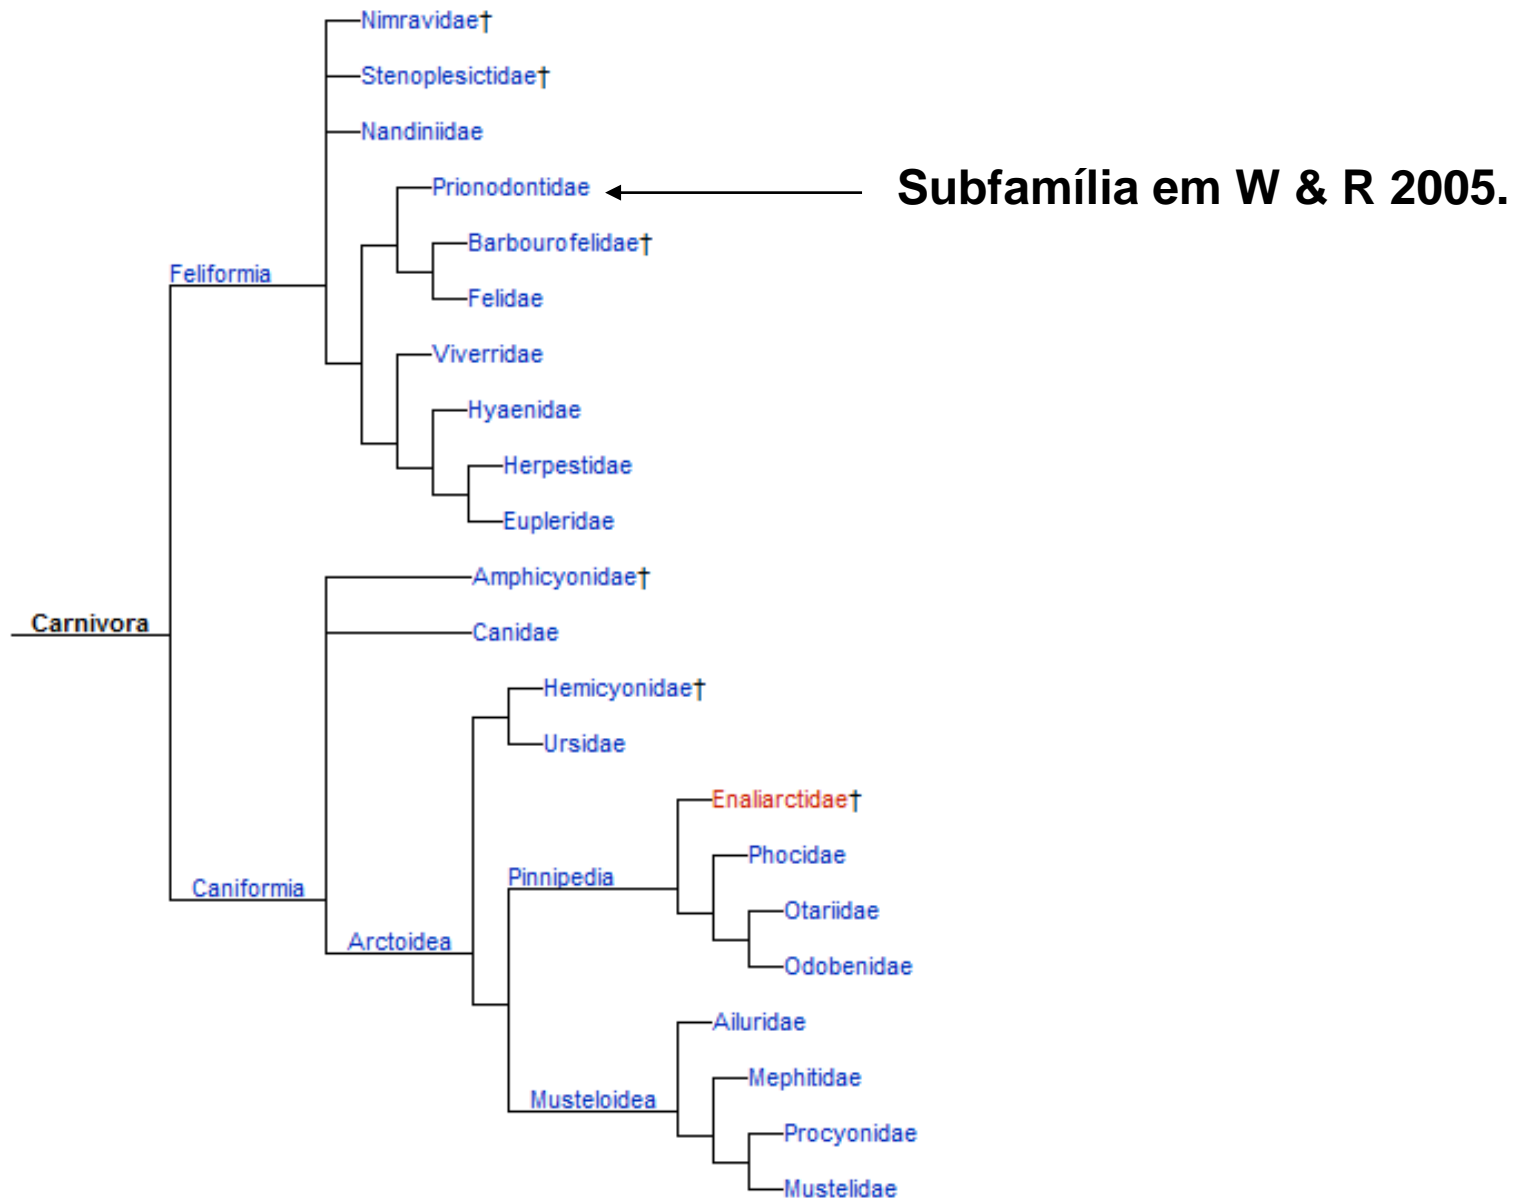 Nimravidae†
Stenoplesictidae†
Nandiniidae
Prionodontidae
Subfamília em W & R 2005.
Barbourofelidae†
Feliformia
Felidae
Viverridae
Hyaenidae
Herpestidae
Eupleridae
Amphicyonidae†
Carnivora
Canidae
Hemicyonidae†
Ursidae
Enaliarctidae†
Phocidae
Pinnipedia
Caniformia
Otariidae
Arctoidea
Odobenidae
Ailuridae
Mephitidae
Musteloidea
Procyonidae
Mustelidae